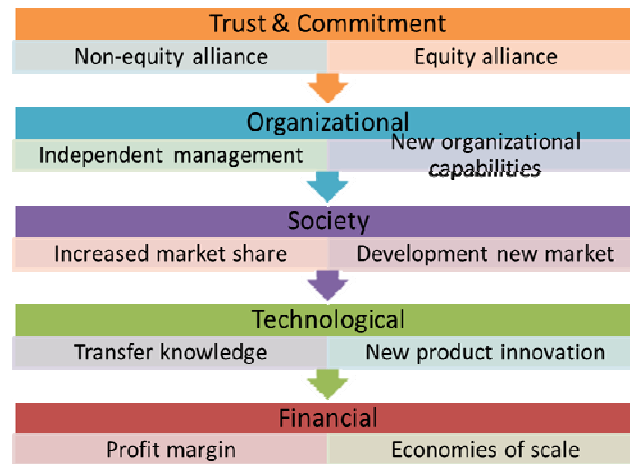 Trust & Commitment
Non-equity alliance
Equity alliance
Organizational
Independent management
New organizational
capabilities
Society
Increased market share
Development new market
Technological
Transfer knowledge
New product innovation
Financial
Profit margin
Economies of scale